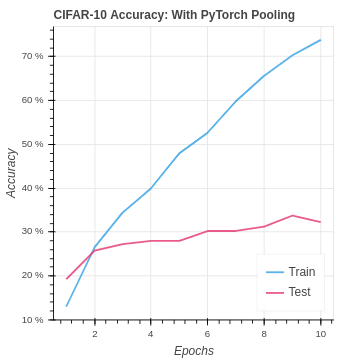 CIFAR-10 Accuracy: With PyTorch Pooling
70 %
60 %
50 %
40 %
30 %
20 %
10 %
Accuracy
Train
Test
2
4
6
8
10
Epochs